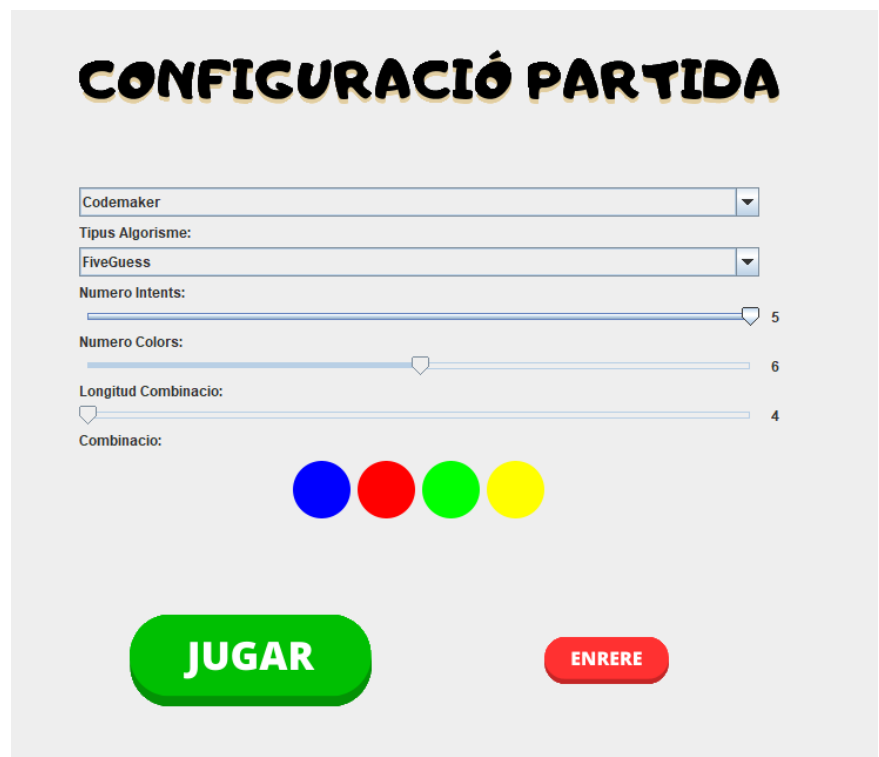 CONFIGURACIÓ PARTIDA
Codemaker
Tipus Algorisme:
FiveGuess
Numero Intents:
5
Numero Colors:
6
Longitud Combinacio:
4
Combinacio:
JUGAR
ENRERE